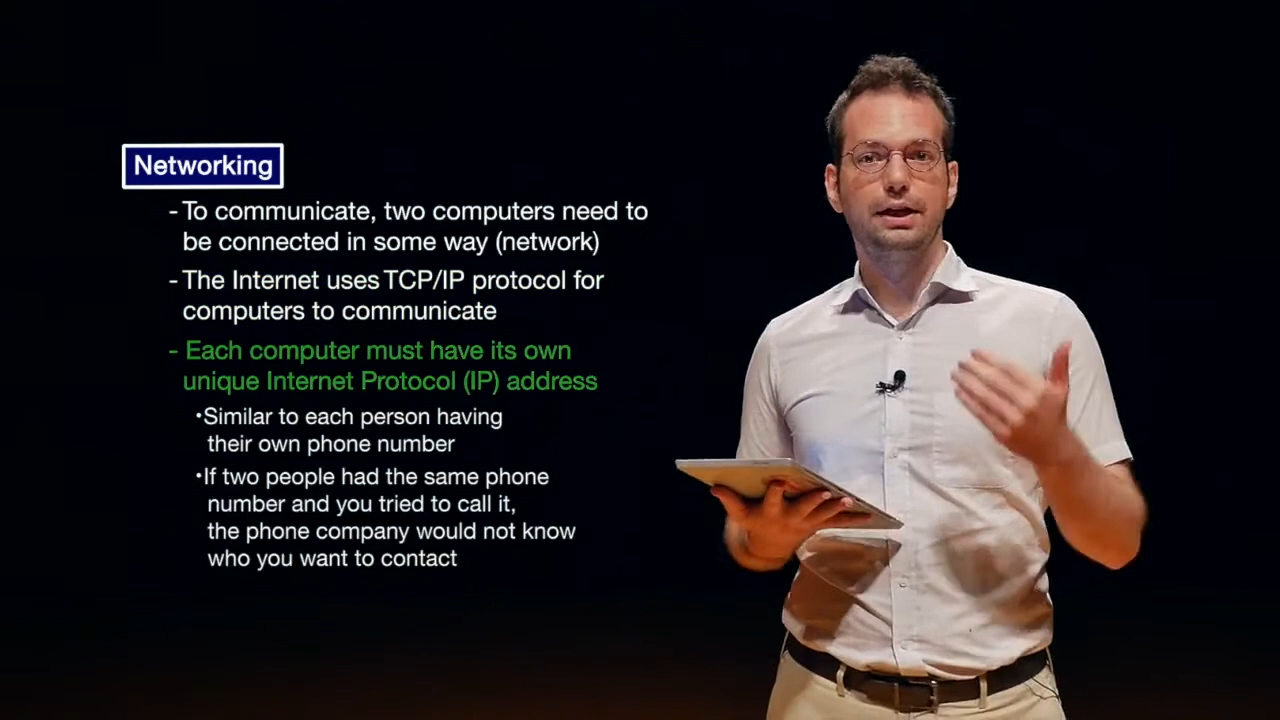 Networking
- To communicate, two computers need to
be connected in some way (network)
- The Internet uses TCP/IP protocol for
computers to communicate
- Each computer must have its own
unique Internet Protocol (IP) address
•Similar to each person having
their own phone number
•If two people had the same phone
number and you tried to call it,
the phone company would not know
who you want to contact